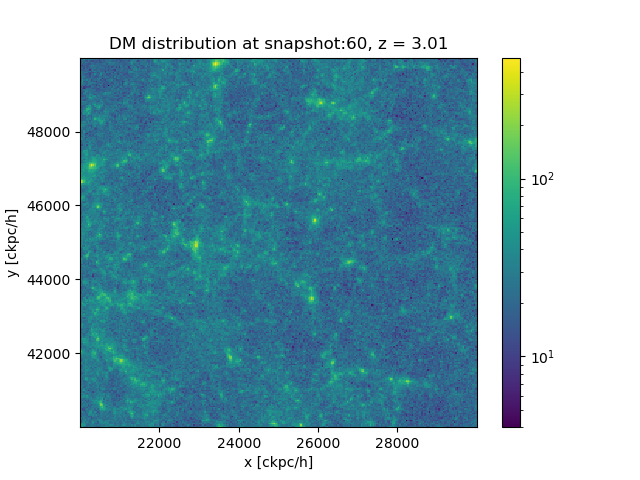 DM distribution at snapshot:60, z = 3.01
48000
46000
44000
42000
y [ckpc/h]
22000 24000 26000 28000
x [ckpc/h]
10²
10¹